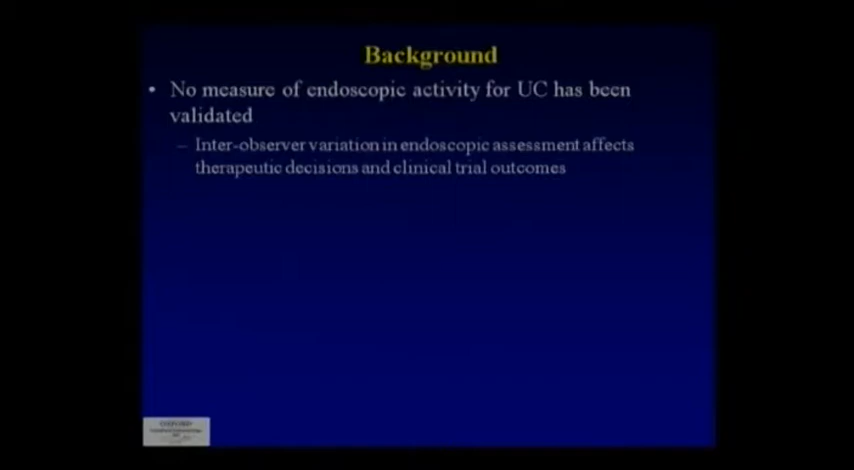 Background
• No measure of endoscopic activity for UC has been
validated
– Inter-observer variation in endoscopic assessment affects
therapeutic decisions and clinical trial outcomes